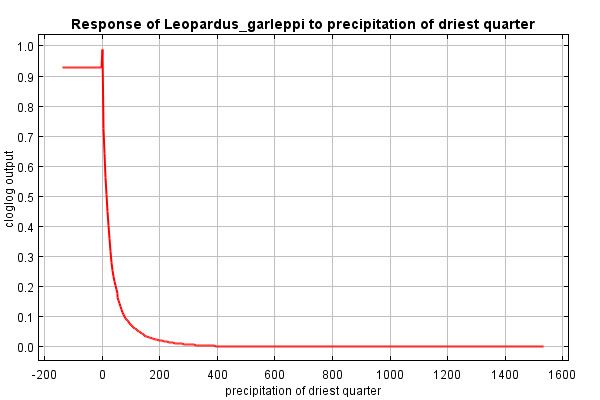 Response of Leopardus_garleppi to precipitation of driest quarter
1.0
0.9
0.8
0.7
0.6
0.5
0.4
0.3
0.2
0.1
0.0
cloglog output
-200 0 200 400 600 800 1000 1200 1400 1600
precipitation of driest quarter